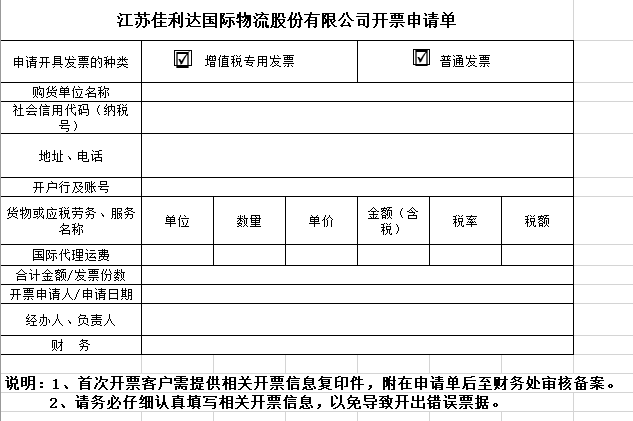 江苏佳利达国际物流股份有限公司开票申请单
申请开具发票的种类 ☑ 增值税专用发票 ☑ 普通发票
购货单位名称
社会信用代码（纳税
号）
地址、电话
开户行及账号
货物或应税劳务、服务
名称
单位 数量 单价
金额（含
税）
税率 税额
国际代理运费
合计金额/发票份数
开票申请人/申请日期
经办人、负责人
财 务
说明：1、首次开票客户需提供相关开票信息复印件，附在申请单后至财务处审核备案。
2、请务必仔细认真填写相关开票信息，以免导致开出错误票据。